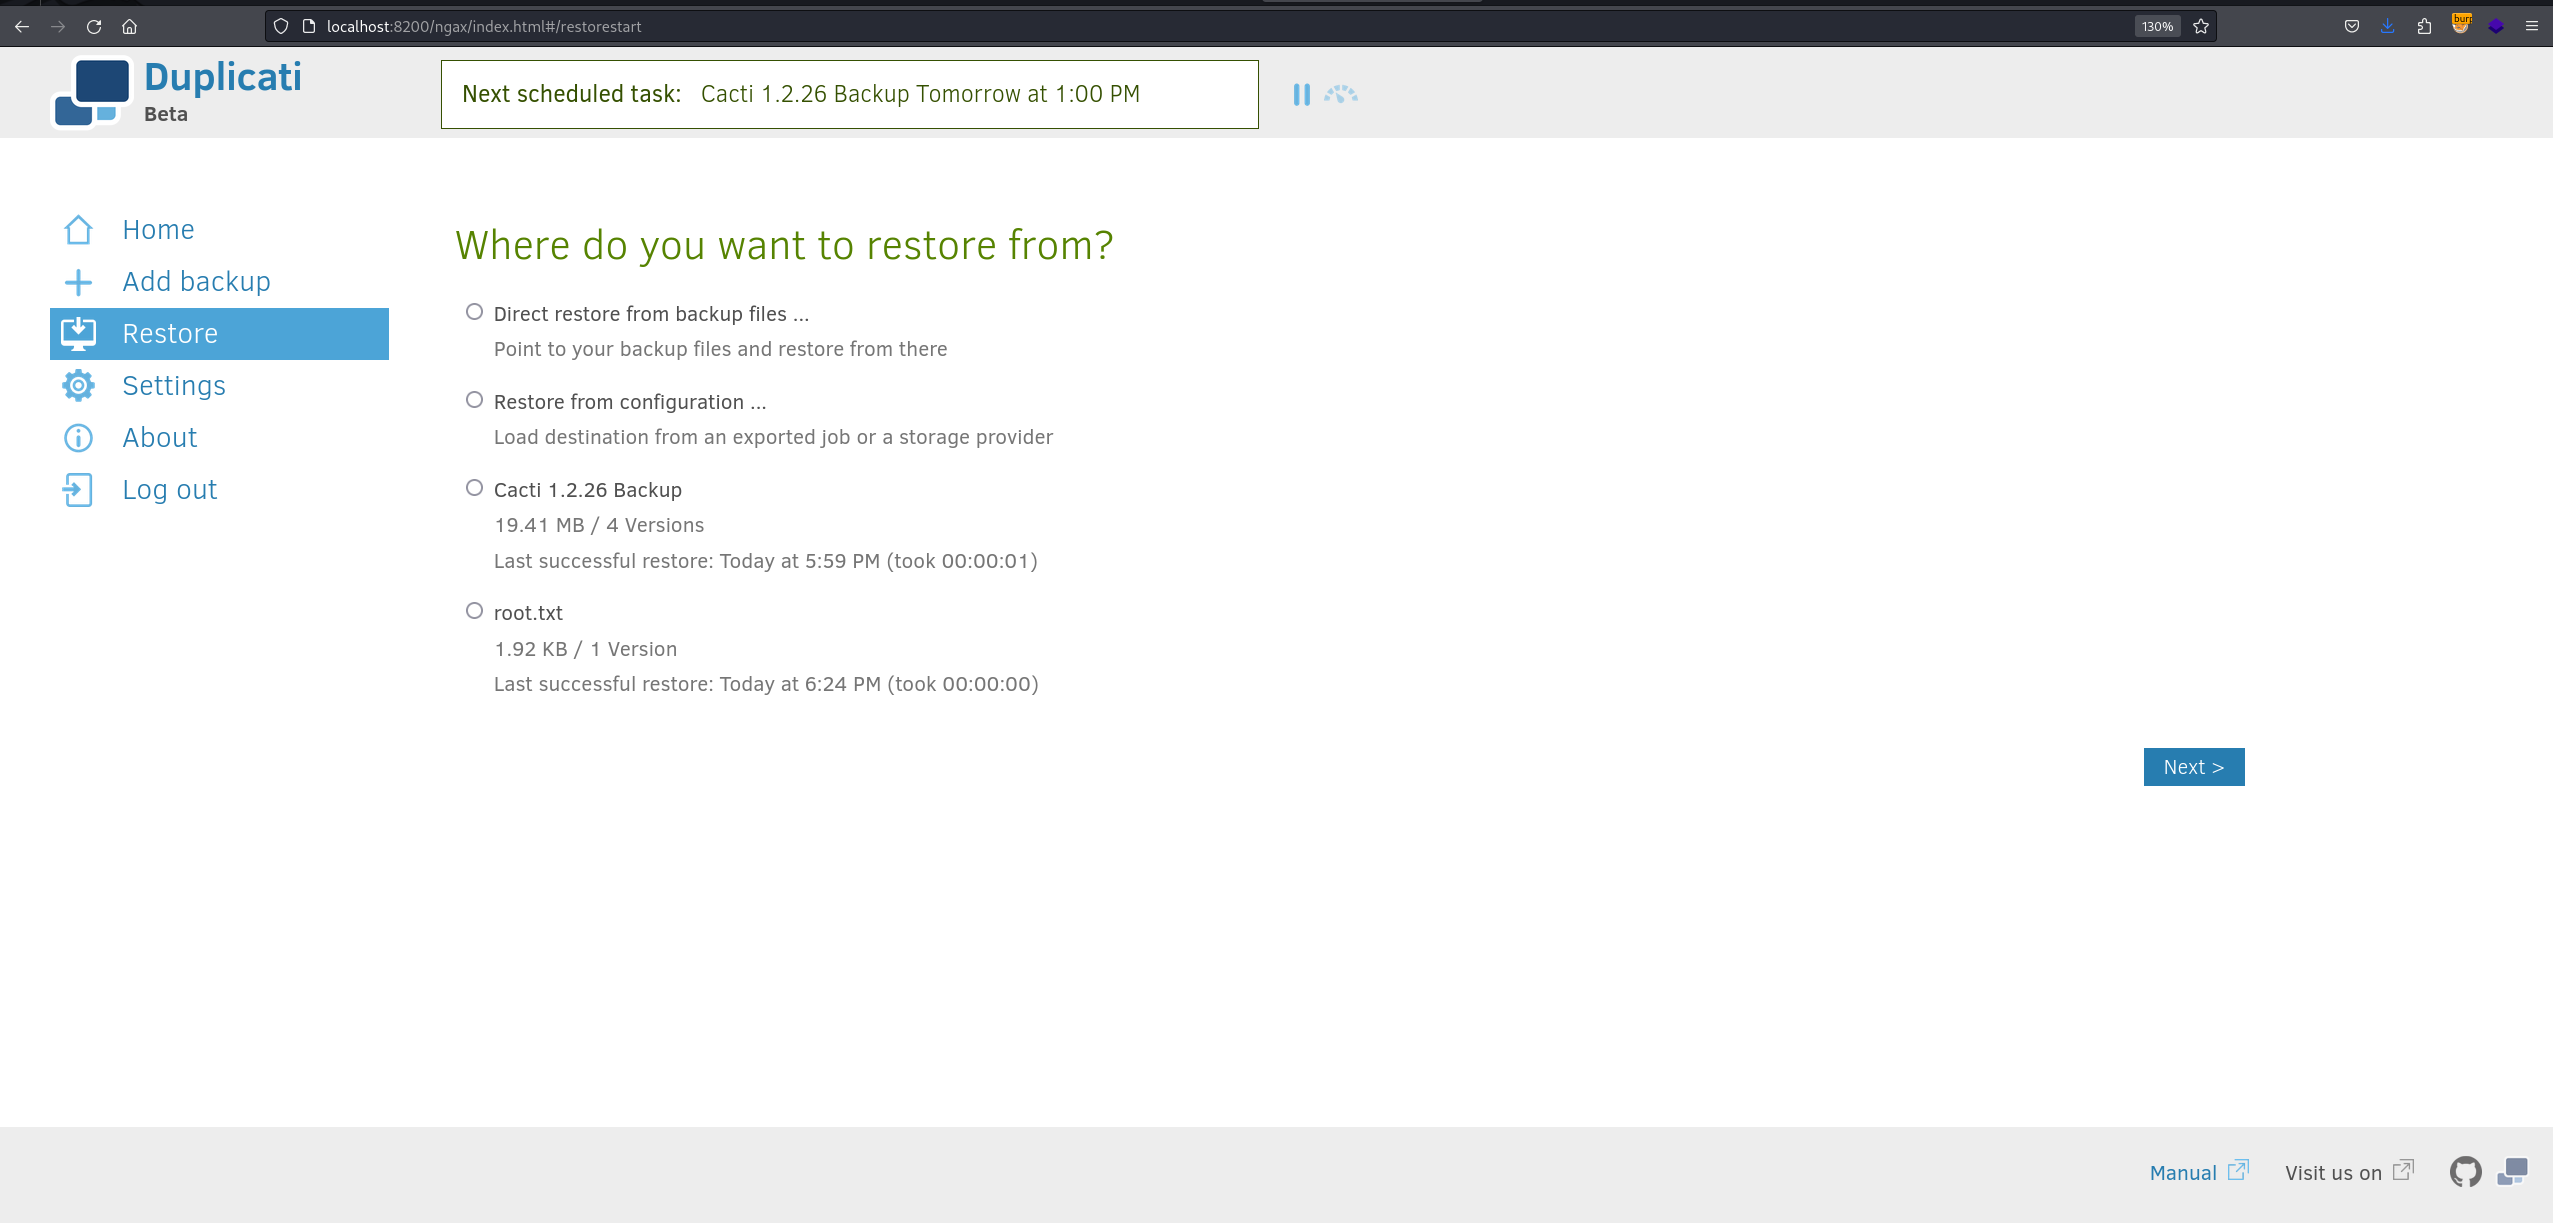 localhost:8200/ngax/index.html#/restorestart
130%
Duplicati
Beta
Next scheduled task: Cacti 1.2.26 Backup Tomorrow at 1:00 PM
Home
Add backup
Restore
Settings
About
Log out
Where do you want to restore from?
Direct restore from backup files ...
Point to your backup files and restore from there
Restore from configuration ...
Load destination from an exported job or a storage provider
Cacti 1.2.26 Backup
19.41 MB / 4 Versions
Last successful restore: Today at 5:59 PM (took 00:00:01)
root.txt
1.92 KB / 1 Version
Last successful restore: Today at 6:24 PM (took 00:00:00)
Next >
Manual
Visit us on